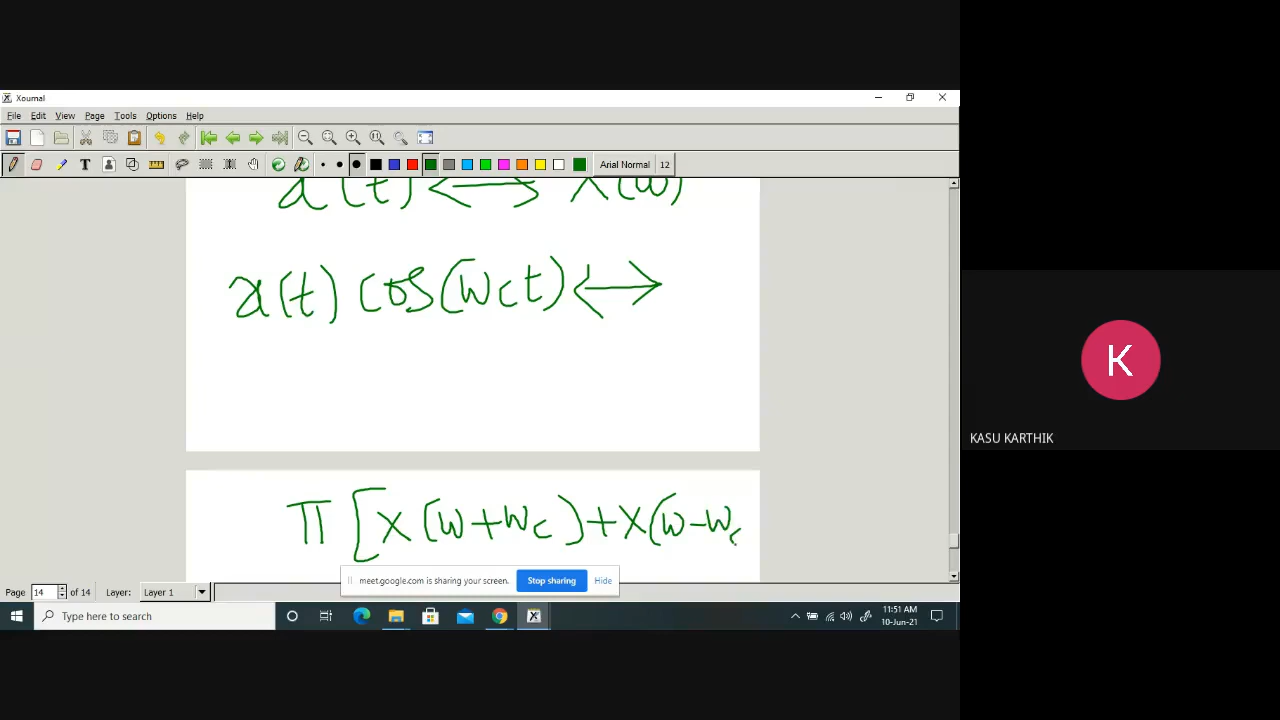 Xournal
File Edit View Page Tools Options Help
T Arial Normal 12
x(t) ⟷ X(ω)
x(t) cos(ωct) ⟷
π [X(ω+ωc)+X(ω-ωc
K
KASU KARTHIK
meet.google.com is sharing your screen. Stop sharing Hide
Page 14 of 14 Layer: Layer 1
Type here to search
11:51 AM
10-Jun-21